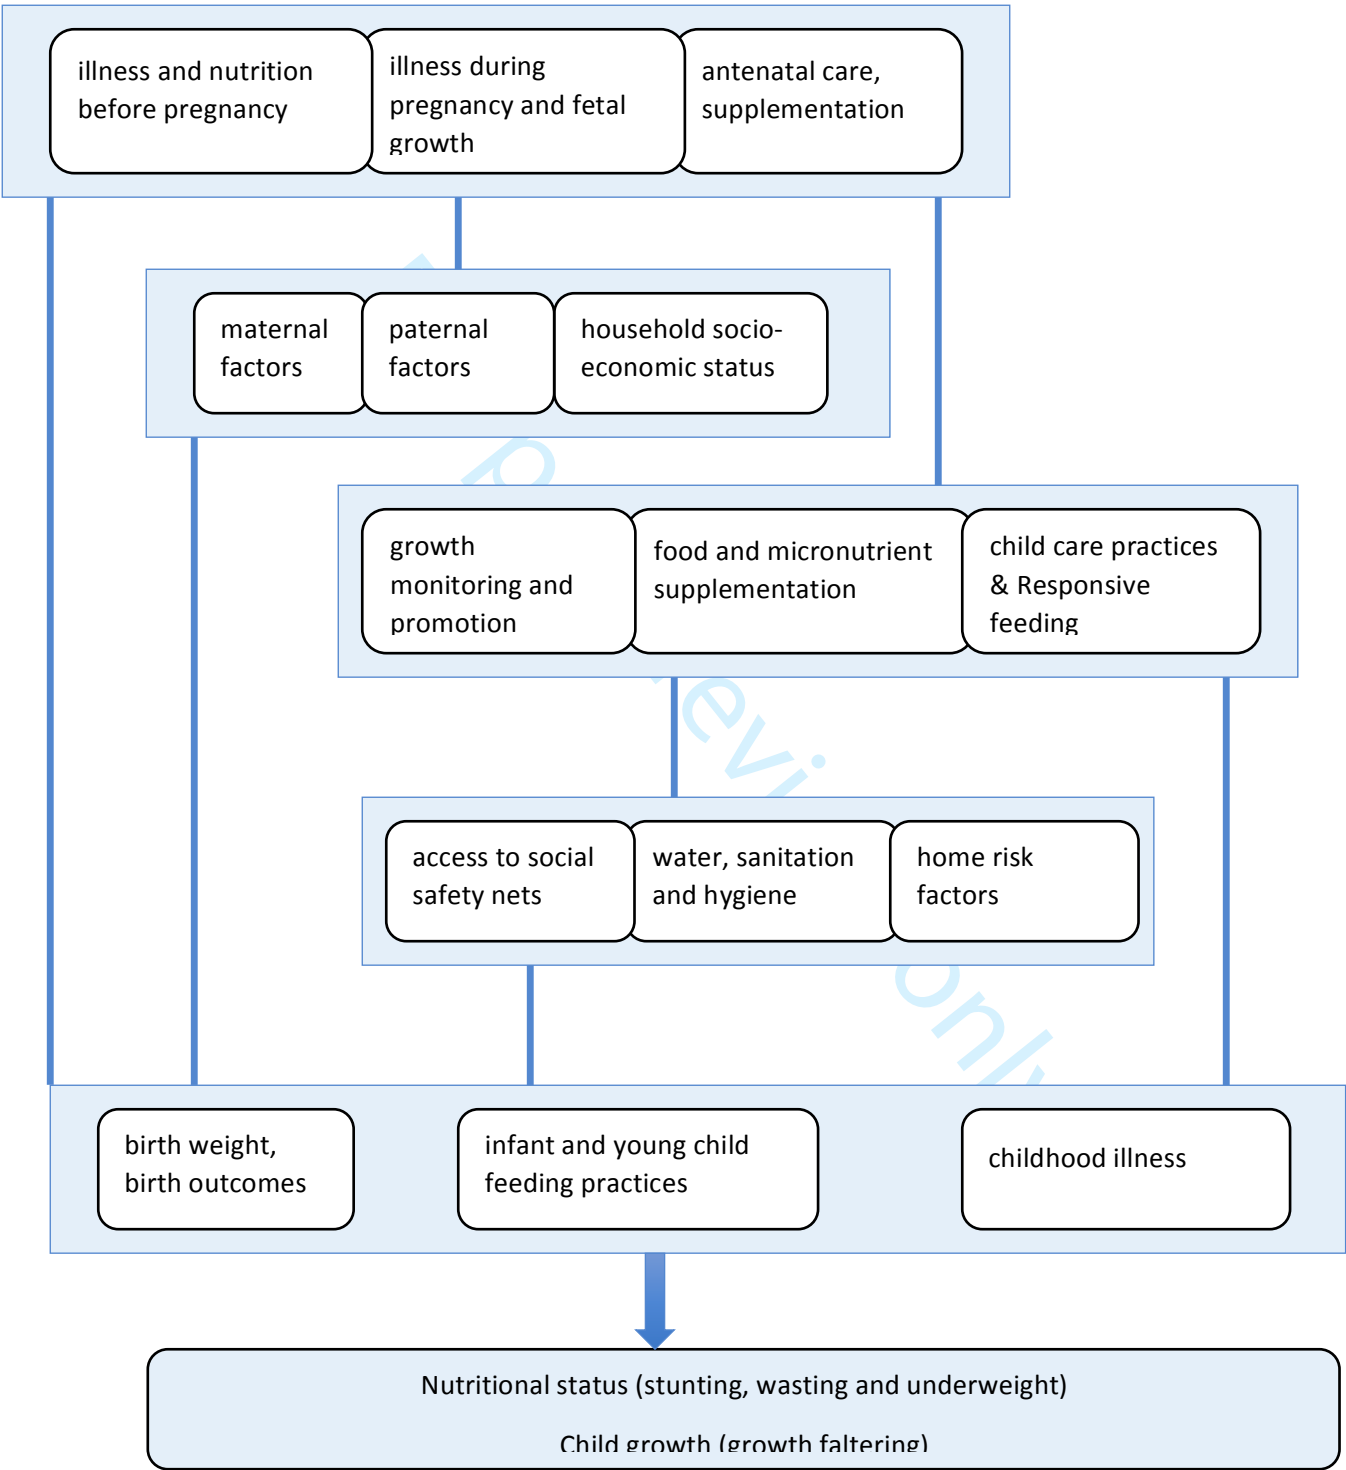 illness and nutrition
before pregnancy
illness during
pregnancy and fetal
growth
antenatal care,
supplementation
maternal
factors
paternal
factors
household socio-
economic status
growth
monitoring and
promotion
food and micronutrient
supplementation
child care practices
& Responsive
feeding
access to social
safety nets
water, sanitation
and hygiene
home risk
factors
birth weight,
birth outcomes
infant and young child
feeding practices
childhood illness
Nutritional status (stunting, wasting and underweight)
Child growth (growth faltering)
only